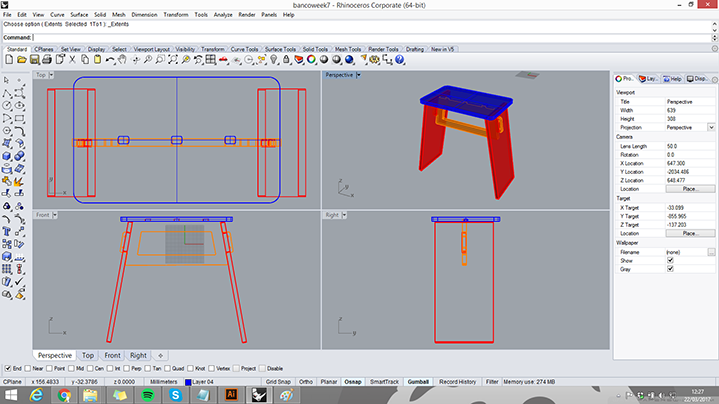 bancoweek7 - Rhinoceros Corporate (64-bit)
File Edit View Curve Surface Solid Mesh Dimension Transform Tools Analyze Render Panels Help
Choose option ( Extents Selected 1To1 ): _Extents
Command:
Standard CPlanes Set View Display Select Viewport Layout Visibility Transform Curve Tools Surface Tools Solid Tools Mesh Tools Render Tools Drafting New in V5
Top
Perspective
Front
Right
Pro... Lay... Help Disp...
Viewport
Title Perspective
Width 639
Height 308
Projection Perspective
Camera
Lens Length 50.0
Rotation 0.0
X Location 647.300
Y Location -2034.486
Z Location 648.477
Location Place...
Target
X Target -33.099
Y Target -855.965
Z Target -137.203
Location Place...
Wallpaper
Filename (none)
Show
Gray
Perspective Top Front Right
End Near Point Mid Cen Int Perp Tan Quad Knot Vertex Project Disable
CPlane x 156.4833 y -32.3786 z 0.0000 Millimeters Layer 04 Grid Snap Ortho Planar Osnap SmartTrack Gumball Record History Filter Memory use: 274 MB
12:27
22/03/2017